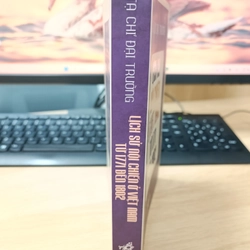 TẠ CHÍ ĐẠI TRƯỜNG
LỊCH SỬ NỘI CHIẾN Ở VIỆT NAM
TỪ 1771 ĐẾN 1802